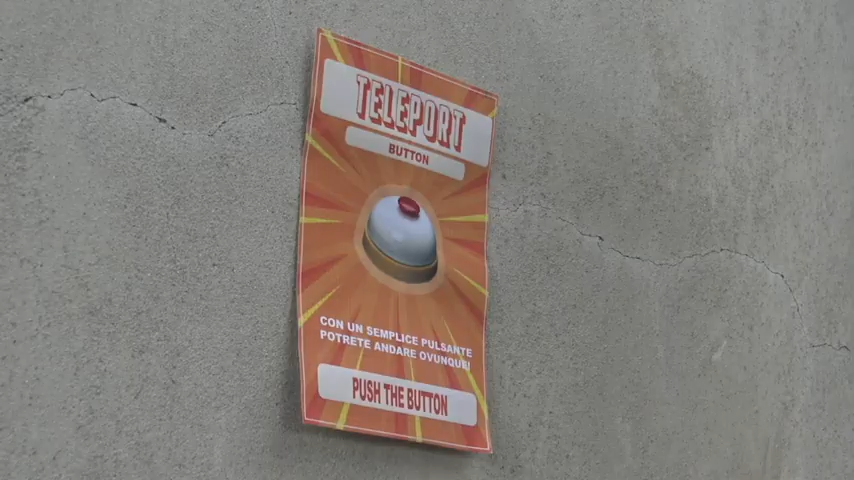 TELEPORT
BUTTON
CON UN SEMPLICE PULSANTE
POTRETE ANDARE OVUNQUE!
PUSH THE BUTTON